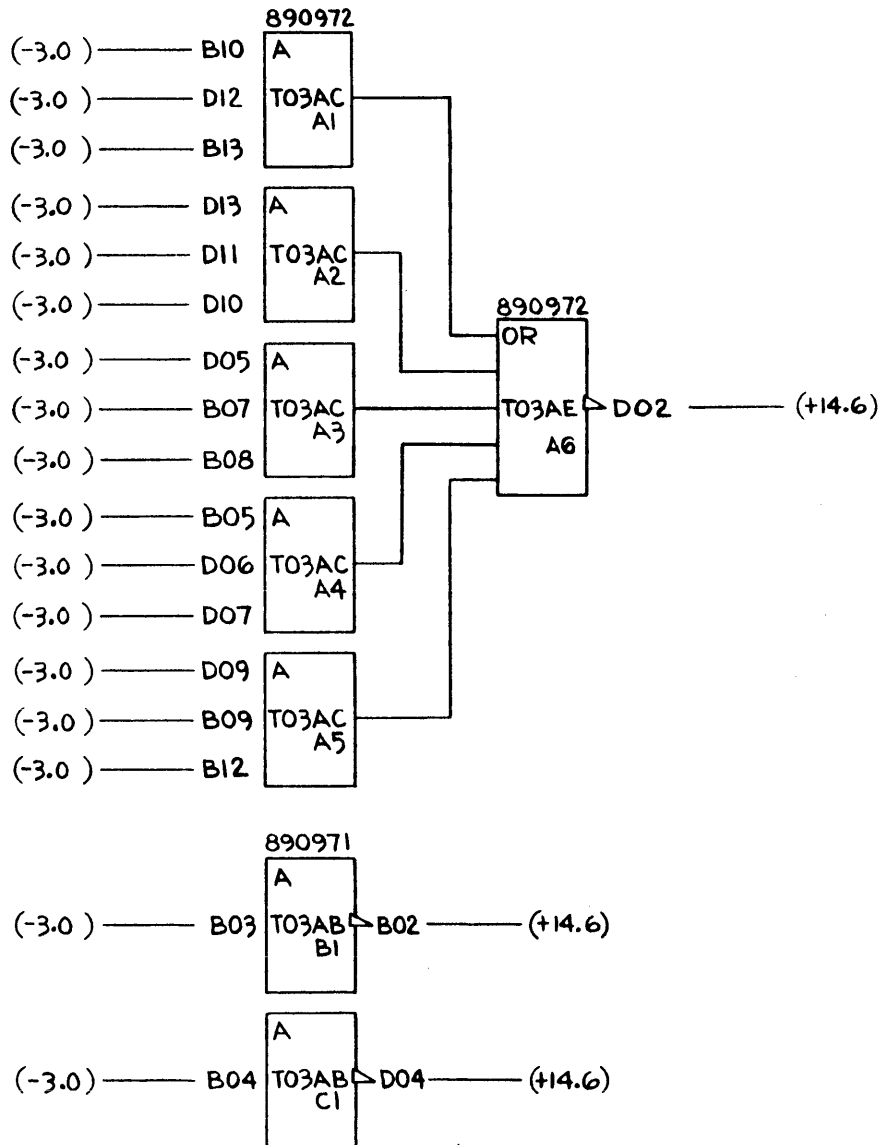 890972
(-3.0 ) B10 A
(-3.0 ) D12 T03AC
A1
(-3.0 ) B13
(-3.0 ) D13 A
(-3.0 ) D11 T03AC
A2
(-3.0 ) D10
890972
OR
(-3.0 ) D05 A
(-3.0 ) B07 T03AC T03AE D02 (+14.6)
A3 A6
(-3.0 ) B08
(-3.0 ) B05 A
(-3.0 ) D06 T03AC
A4
(-3.0 ) D07
(-3.0 ) D09 A
(-3.0 ) B09 T03AC
A5
(-3.0 ) B12
890971
A
(-3.0 ) B03 T03AB B02 (+14.6)
B1
A
(-3.0) B04 T03AB D04 (+14.6)
C1